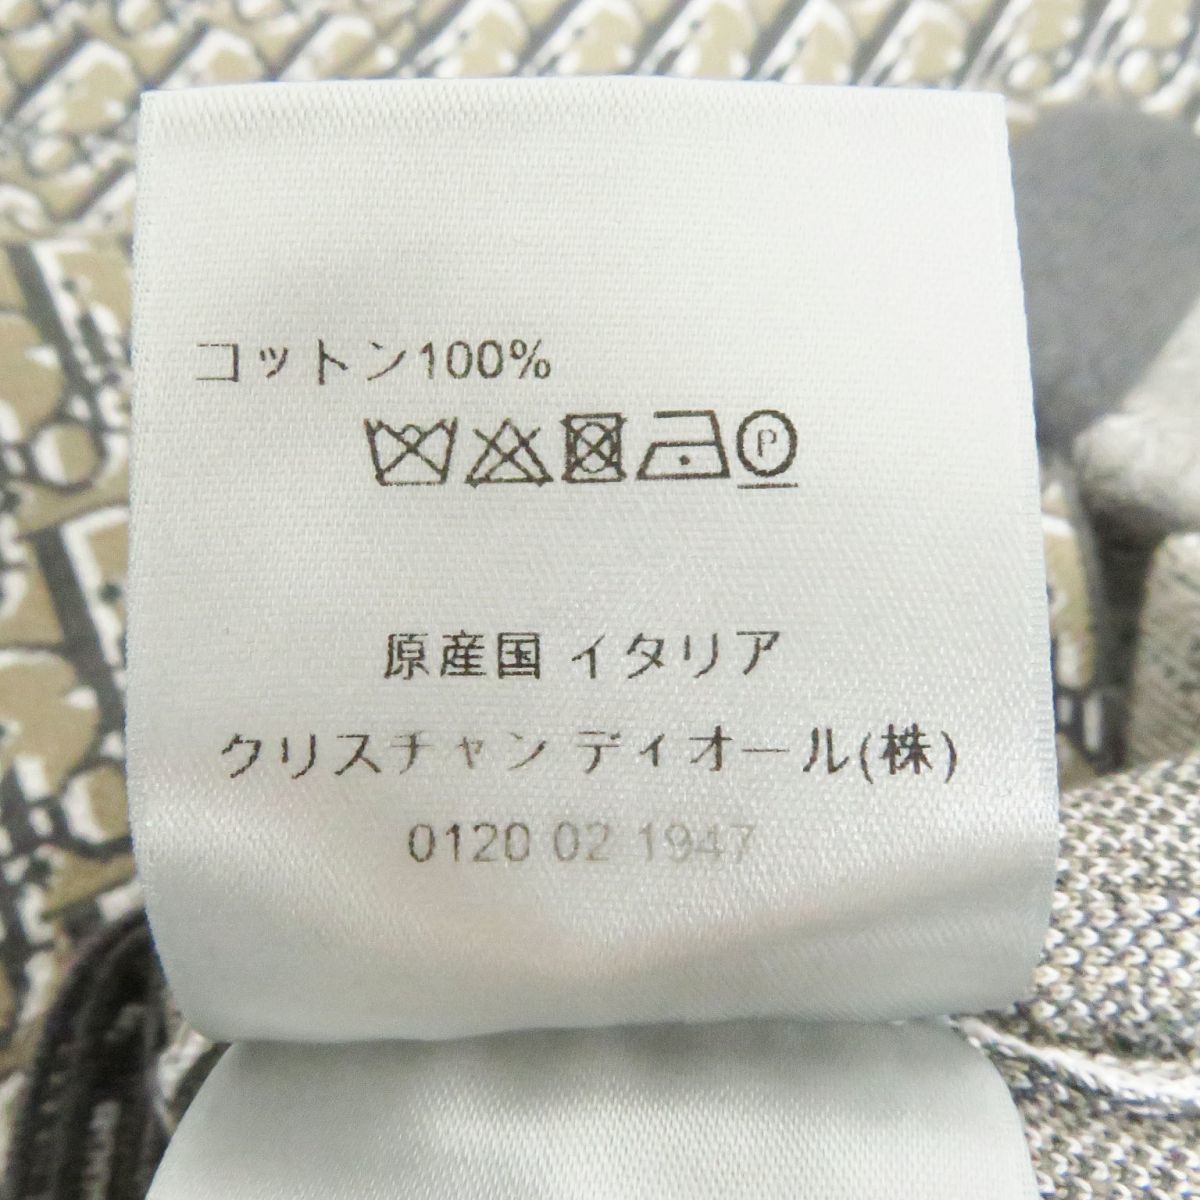 コットン100%
P
原産国 イタリア
クリスチャン ディオール(株)
0120 02 1947